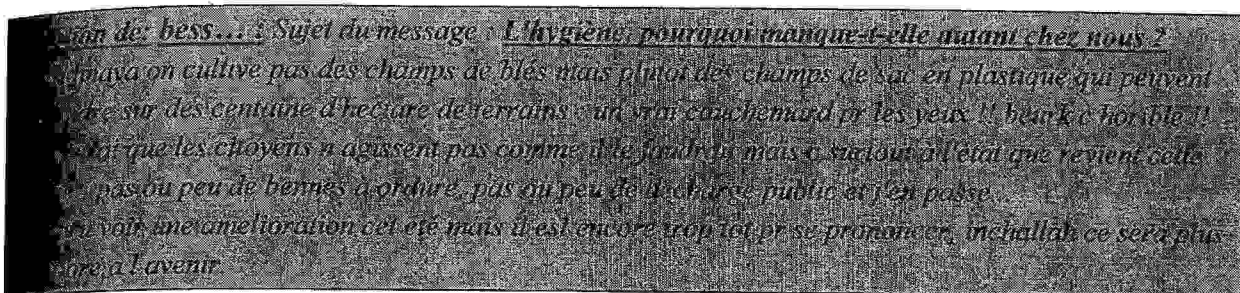 de: bess... : Sujet du message : L'hygiène, pourquoi manque-t-elle autant chez nous ?
on cultive pas des champs de blés mais plutot des champs de sac en plastique qui peuvent
sur des centaine d'hectare de terrains : un vrai cauchemard pr les yeux !! beurk c horible !!
que les citoyens n agissent pas comme il le faudrait mais c surtout à l'état que revient cette
pas ou peu de bennes a ordure, pas ou peu de décharge public et j'en passe...
voir une amelioration cet eté mais il est encore trop tot pr se prononcer, inchallah ce sera plus
a l avenir